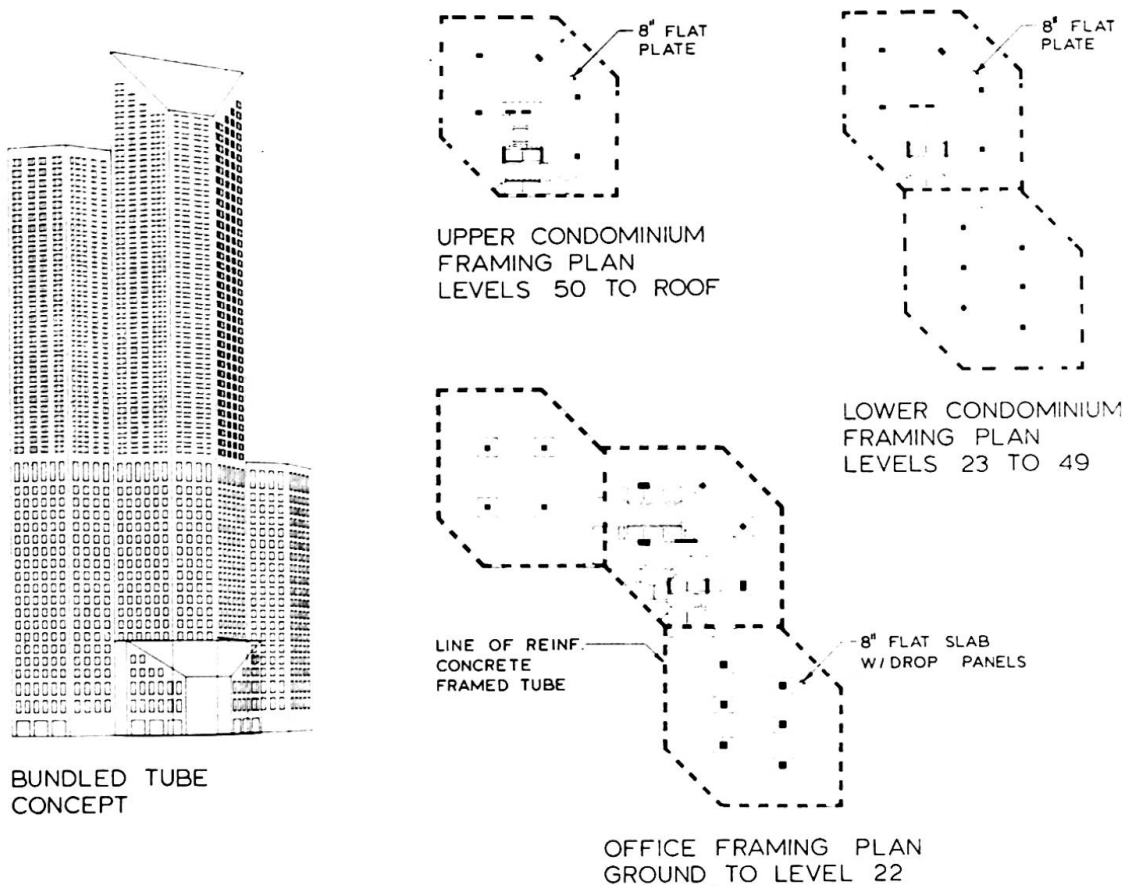 8" FLAT
PLATE
UPPER CONDOMINIUM
FRAMING PLAN
LEVELS 50 TO ROOF
8" FLAT
PLATE
LOWER CONDOMINIUM
FRAMING PLAN
LEVELS 23 TO 49
BUNDLED TUBE
CONCEPT
LINE OF REINF.
CONCRETE
FRAMED TUBE
8" FLAT SLAB
W/DROP PANELS
OFFICE FRAMING PLAN
GROUND TO LEVEL 22